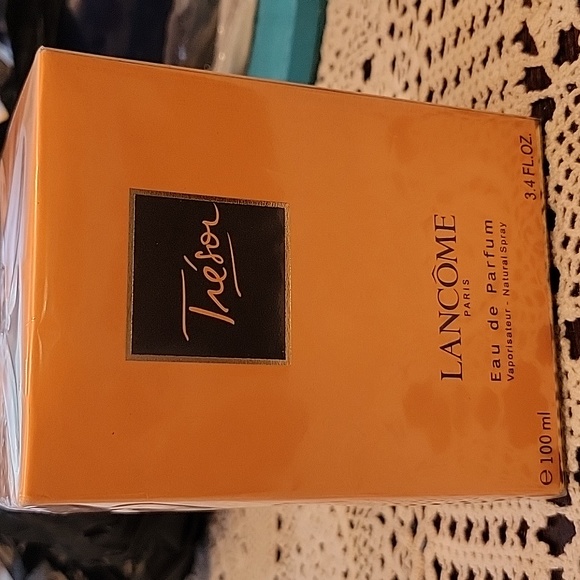 Trésor
LANCÔME
PARIS
Eau de Parfum
Vaporisateur - Natural Spray
℮ 100 ml
3.4 FL.OZ.